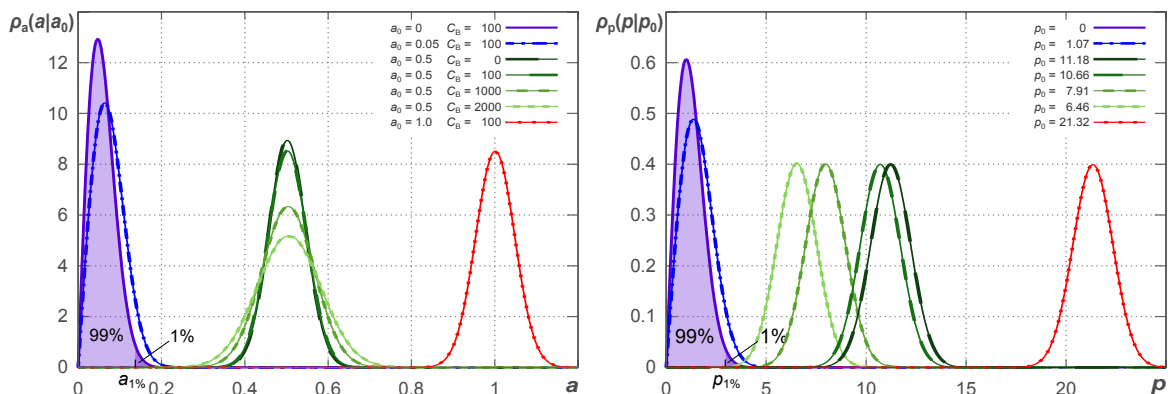 ρa(a|a0)
a0 = 0 CB = 100
a0 = 0.05 CB = 100
a0 = 0.5 CB = 0
a0 = 0.5 CB = 100
a0 = 0.5 CB = 1000
a0 = 0.5 CB = 2000
a0 = 1.0 CB = 100
12
10
8
6
4
2
0
99%
1%
0 a1% 0.2 0.4 0.6 0.8 1 a
ρp(p|p0)
p0 = 0
p0 = 1.07
p0 = 11.18
p0 = 10.66
p0 = 7.91
p0 = 6.46
p0 = 21.32
0.6
0.5
0.4
0.3
0.2
0.1
0
99%
1%
0 p1% 5 10 15 20 p